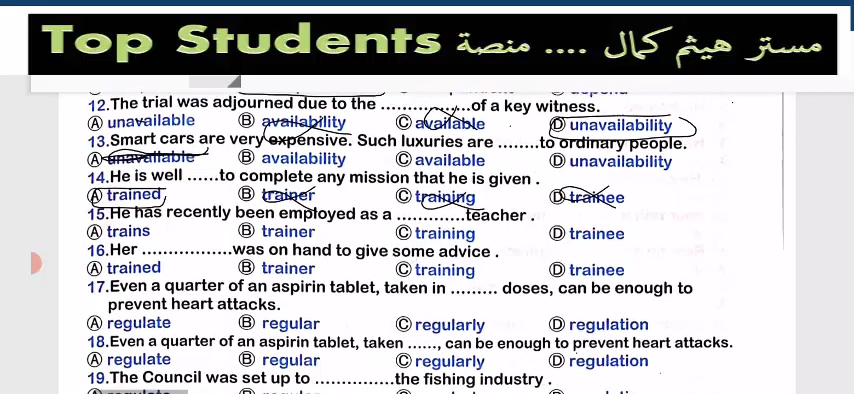 Top Students مستر هيثم كمال .... منصة
12.The trial was adjourned due to the ................of a key witness.
Ⓐ unavailable Ⓑ availability Ⓒ available Ⓓ unavailability
13.Smart cars are very expensive. Such luxuries are ........to ordinary people.
Ⓐ unavailable Ⓑ availability Ⓒ available Ⓓ unavailability
14.He is well ......to complete any mission that he is given .
Ⓐ trained Ⓑ trainer Ⓒ training Ⓓ trainee
15.He has recently been employed as a .............teacher .
Ⓐ trains Ⓑ trainer Ⓒ training Ⓓ trainee
16.Her .................was on hand to give some advice .
Ⓐ trained Ⓑ trainer Ⓒ training Ⓓ trainee
17.Even a quarter of an aspirin tablet, taken in ......... doses, can be enough to
prevent heart attacks.
Ⓐ regulate Ⓑ regular Ⓒ regularly Ⓓ regulation
18.Even a quarter of an aspirin tablet, taken ......, can be enough to prevent heart attacks.
Ⓐ regulate Ⓑ regular Ⓒ regularly Ⓓ regulation
19.The Council was set up to ...............the fishing industry .